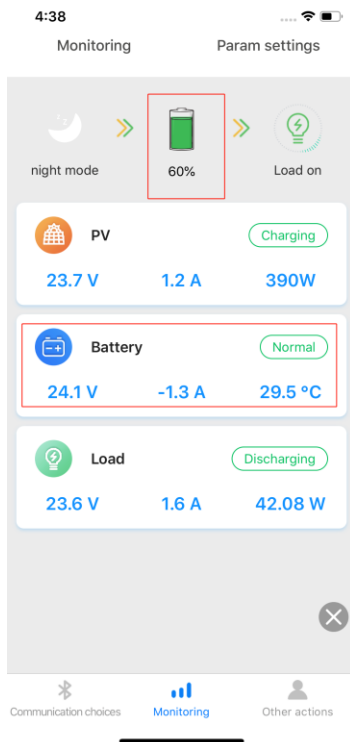 4:38
Monitoring Param settings
night mode 60% Load on
PV Charging
23.7 V 1.2 A 390W
Battery Normal
24.1 V -1.3 A 29.5 °C
Load Discharging
23.6 V 1.6 A 42.08 W
Communication choices Monitoring Other actions